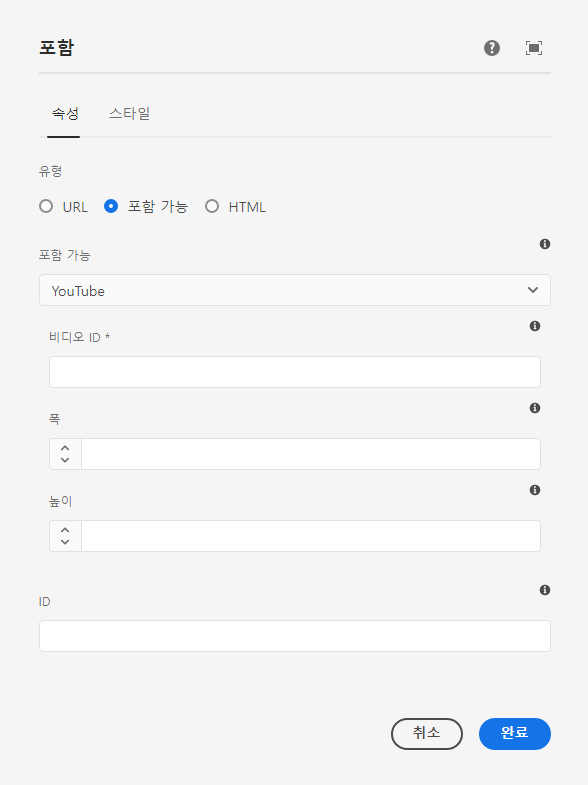 포함
속성 스타일
유형
URL 포함 가능 HTML
포함 가능
YouTube
비디오 ID *
폭
높이
ID
취소 완료